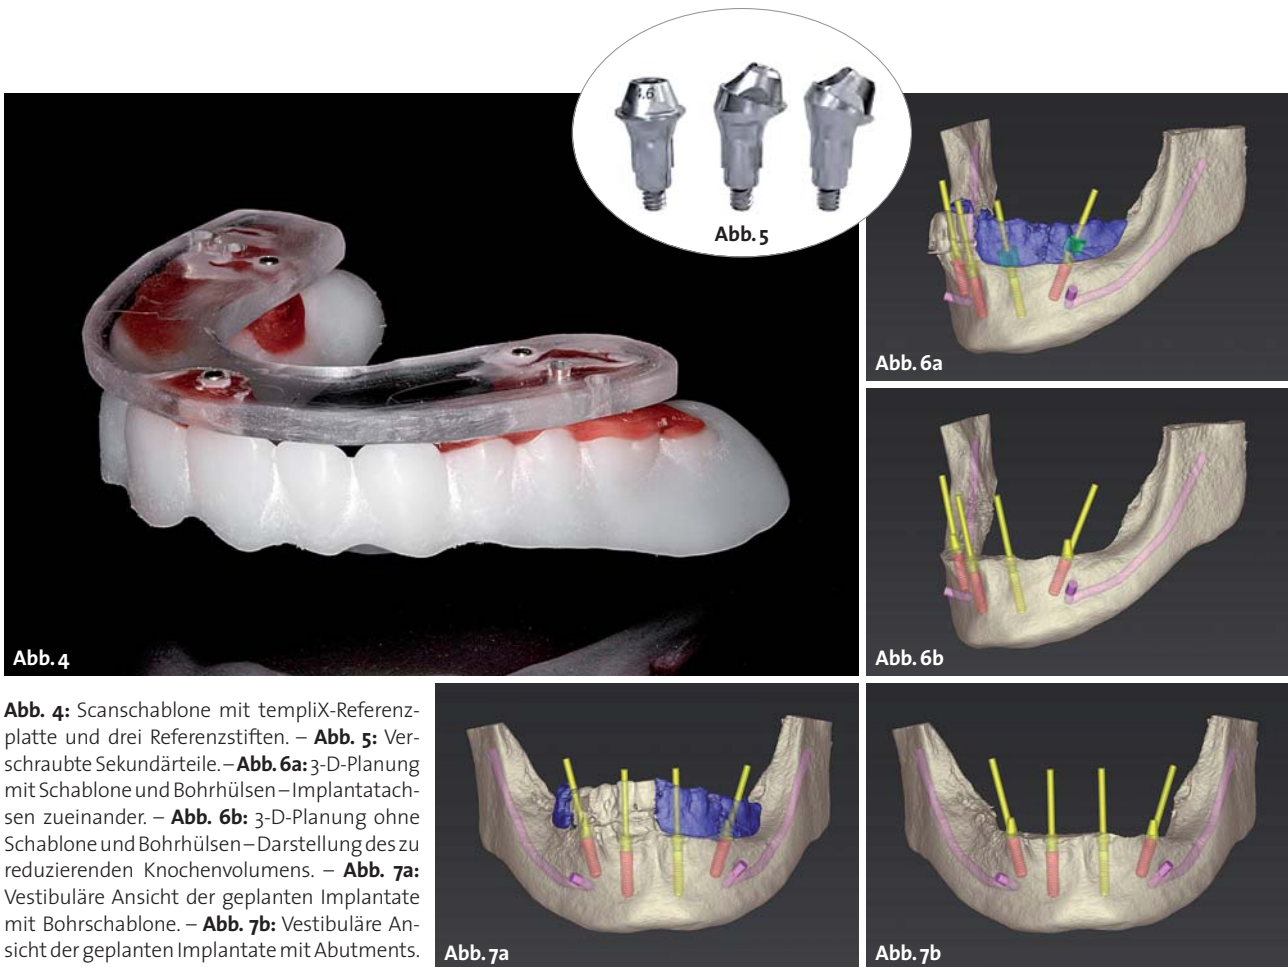 4.6
Abb. 5
Abb. 6a
Abb. 4
Abb. 6b
Abb. 4: Scanschablone mit templiX-Referenz-
platte und drei Referenzstiften. – Abb. 5: Ver-
schraubte Sekundärteile. – Abb. 6a: 3-D-Planung
mit Schablone und Bohrhülsen – Implantatach-
sen zueinander. – Abb. 6b: 3-D-Planung ohne
Schablone und Bohrhülsen – Darstellung des zu
reduzierenden Knochenvolumens. – Abb. 7a:
Vestibuläre Ansicht der geplanten Implantate
mit Bohrschablone. – Abb. 7b: Vestibuläre An-
sicht der geplanten Implantate mit Abutments.
Abb. 7a
Abb. 7b